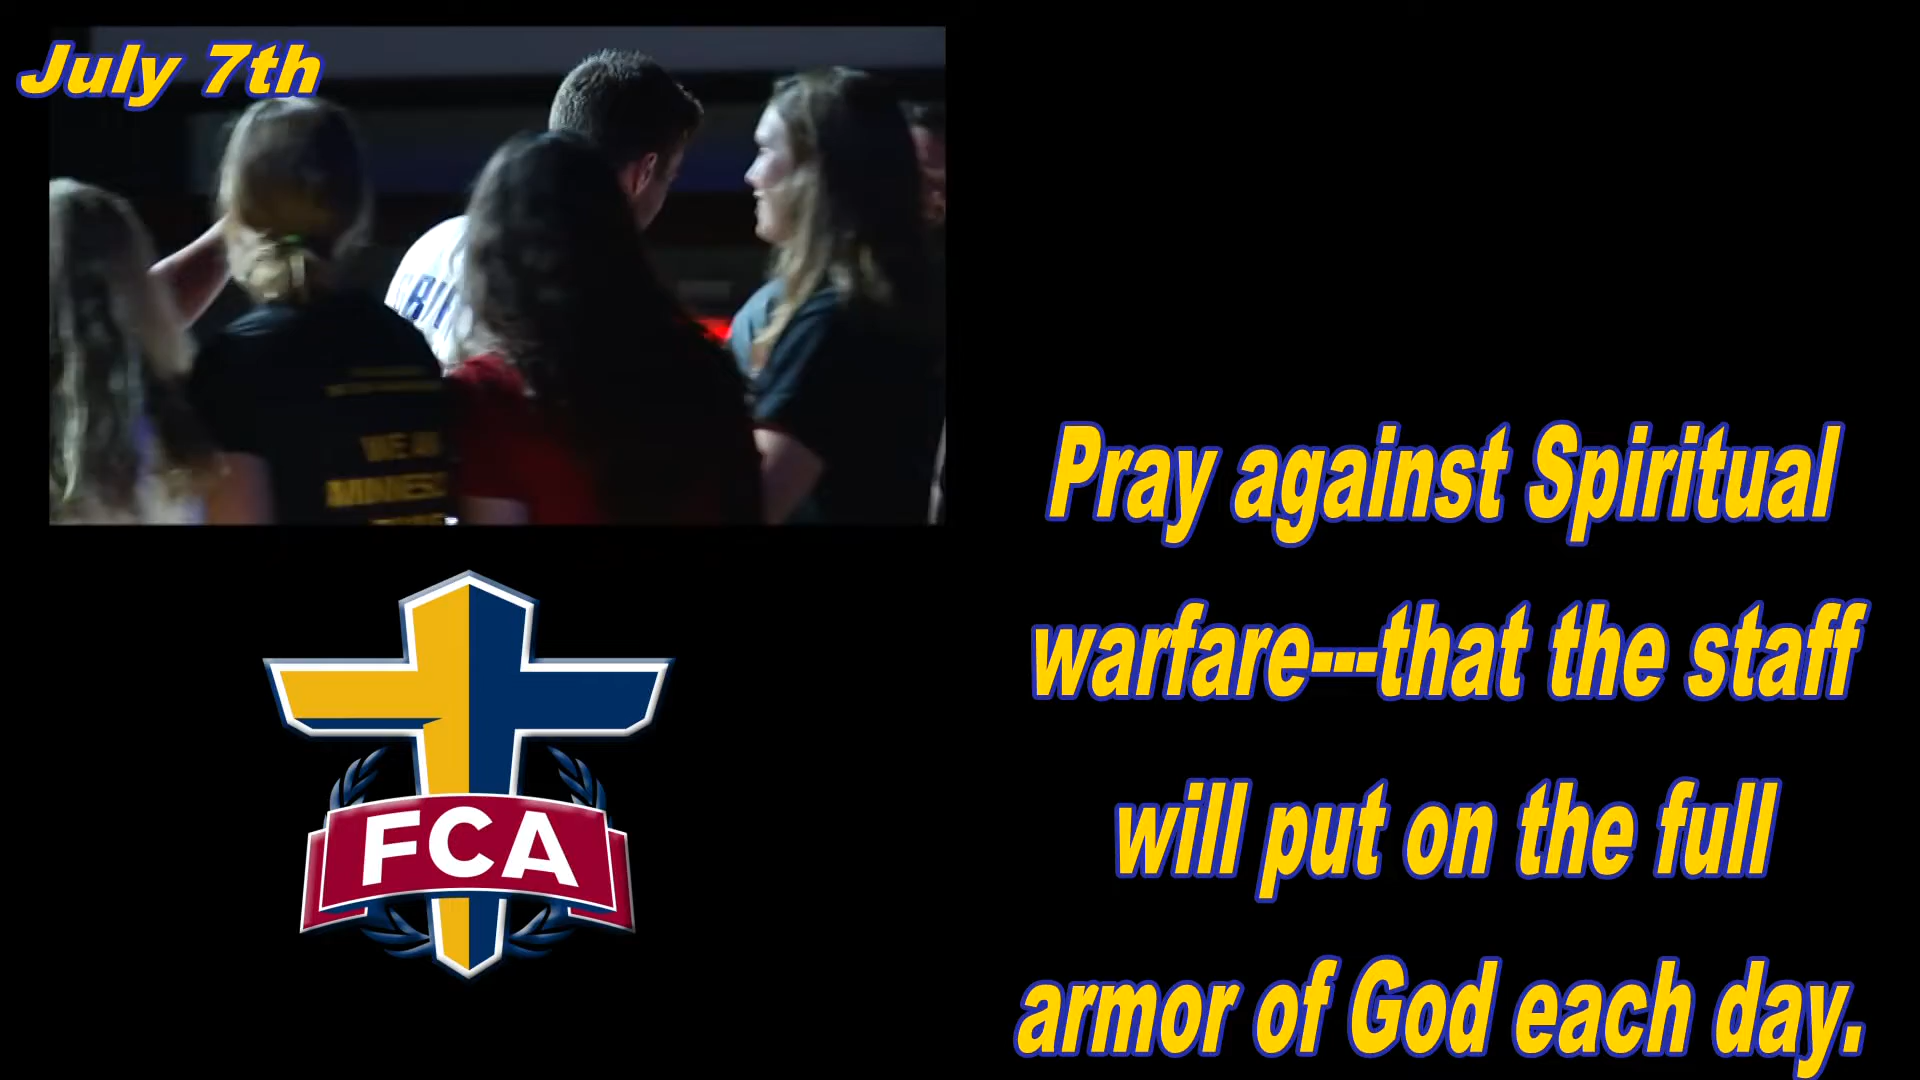 July 7th
WE
Pray against Spiritual
warfare---that the staff
will put on the full
armor of God each day.
FCA